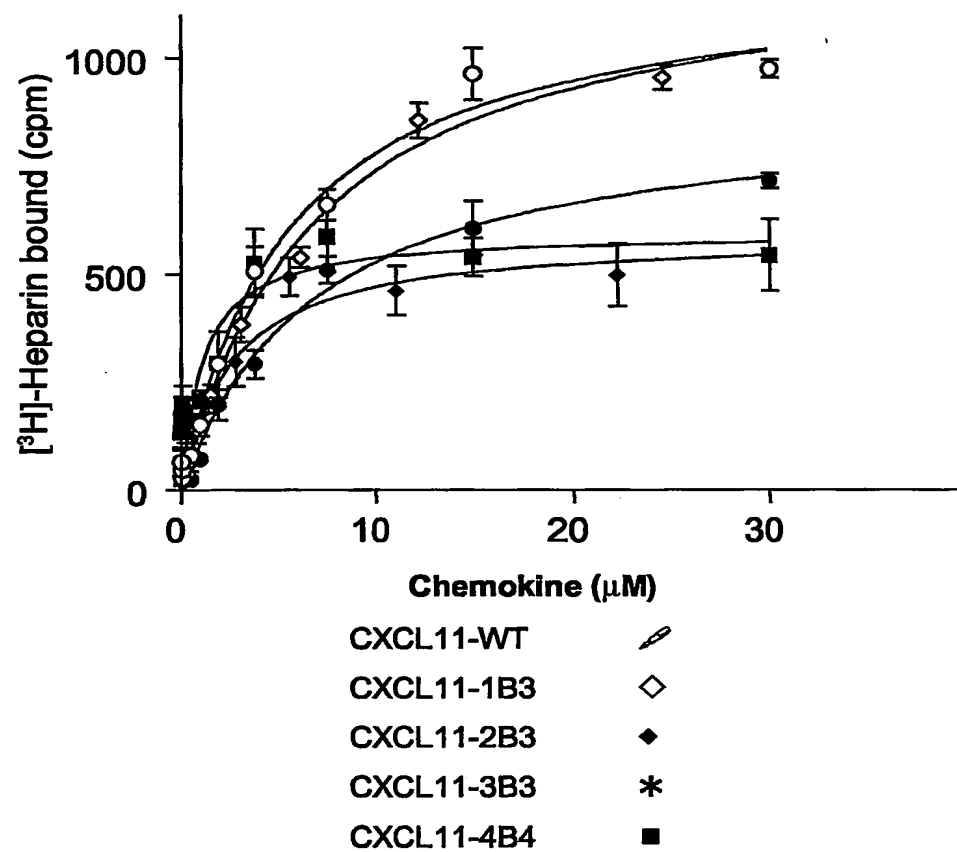 [³H]-Heparin bound (cpm)
1000
500
0
0 10 20 30
Chemokine (μM)
CXCL11-WT
CXCL11-1B3
CXCL11-2B3
CXCL11-3B3
CXCL11-4B4